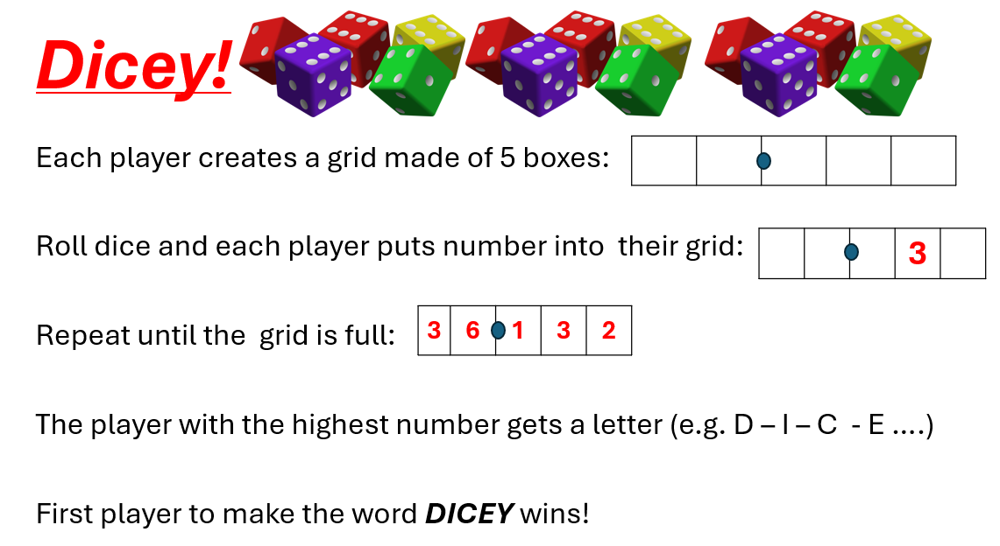 Dicey!
Each player creates a grid made of 5 boxes:
Roll dice and each player puts number into  their grid:
3
Repeat until the  grid is full:
3 6 1 3 2
The player with the highest number gets a letter (e.g. D – I – C  - E ….)
First player to make the word DICEY wins!